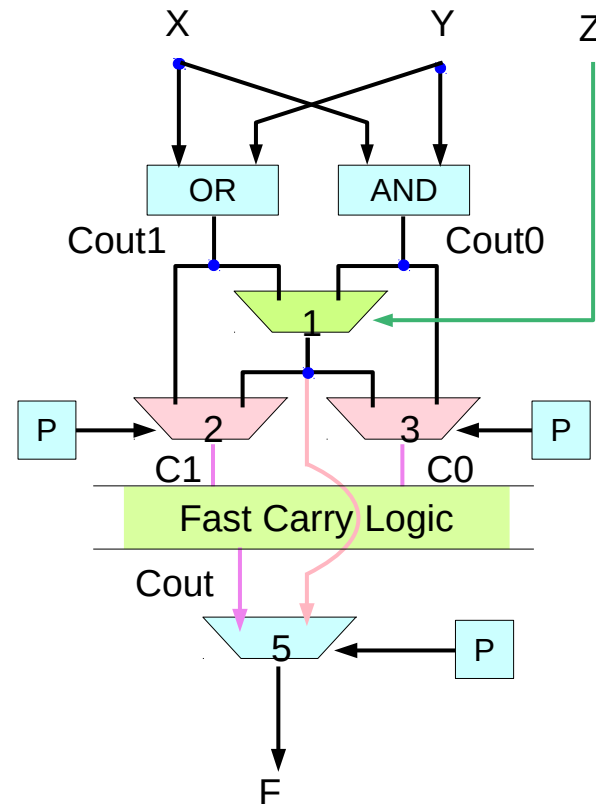 X Y Z
OR AND
Cout1 Cout0
1
P 2 3 P
C1 C0
Fast Carry Logic
Cout
5 P
F